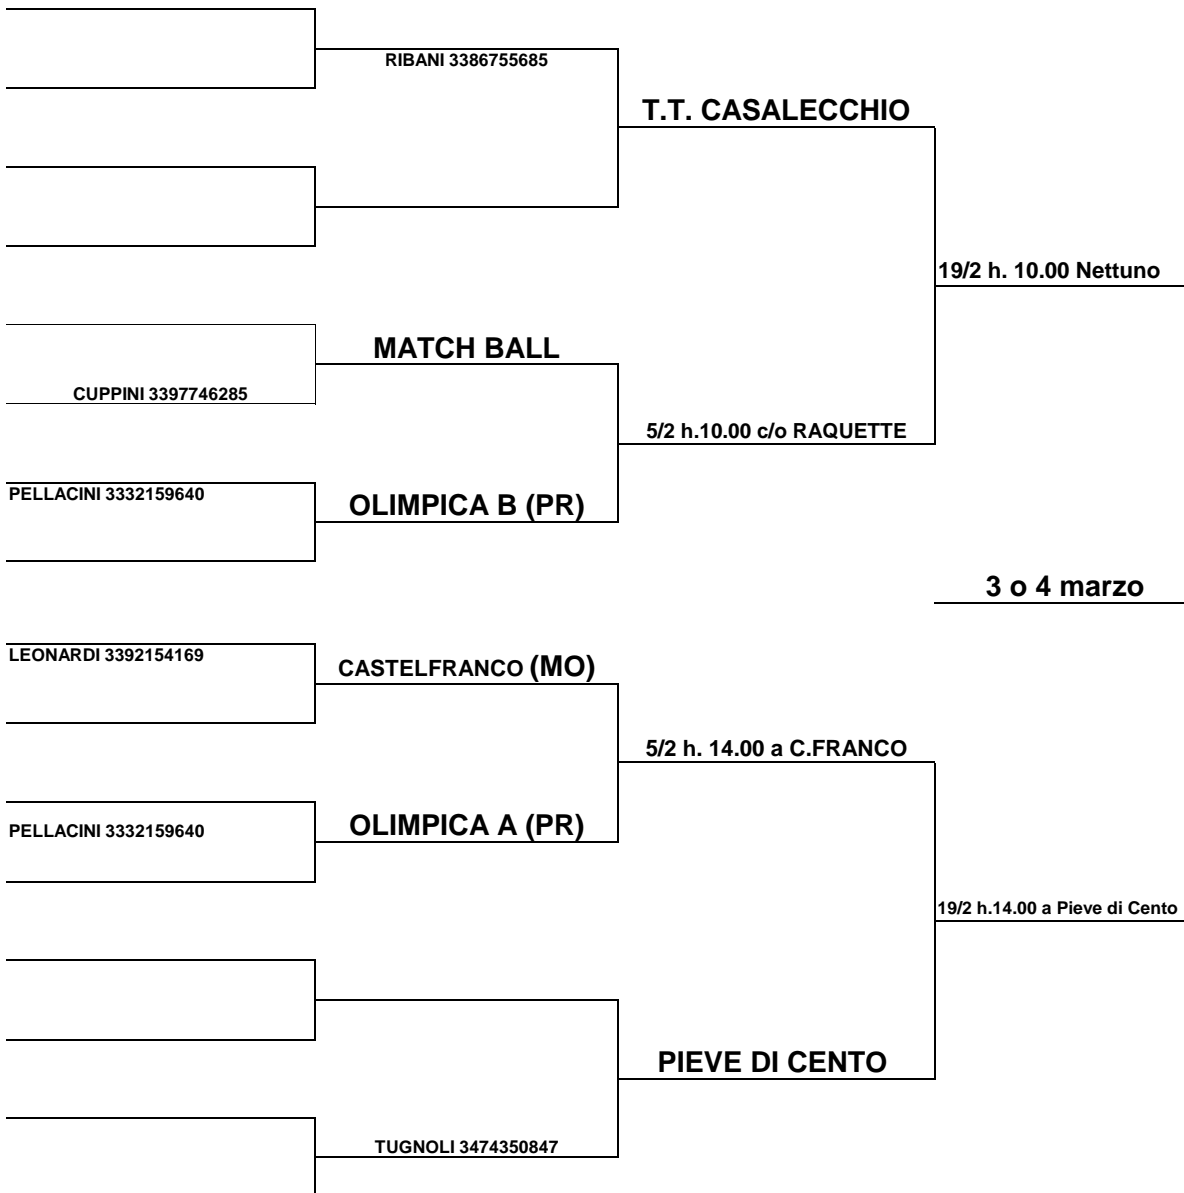 RIBANI 3386755685
T.T. CASALECCHIO
19/2 h. 10.00 Nettuno
MATCH BALL
CUPPINI 3397746285
5/2 h.10.00 c/o RAQUETTE
PELLACINI 3332159640
OLIMPICA B (PR)
3 o 4 marzo
LEONARDI 3392154169
CASTELFRANCO (MO)
5/2 h. 14.00 a C.FRANCO
PELLACINI 3332159640
OLIMPICA A (PR)
19/2 h.14.00 a Pieve di Cento
PIEVE DI CENTO
TUGNOLI 3474350847